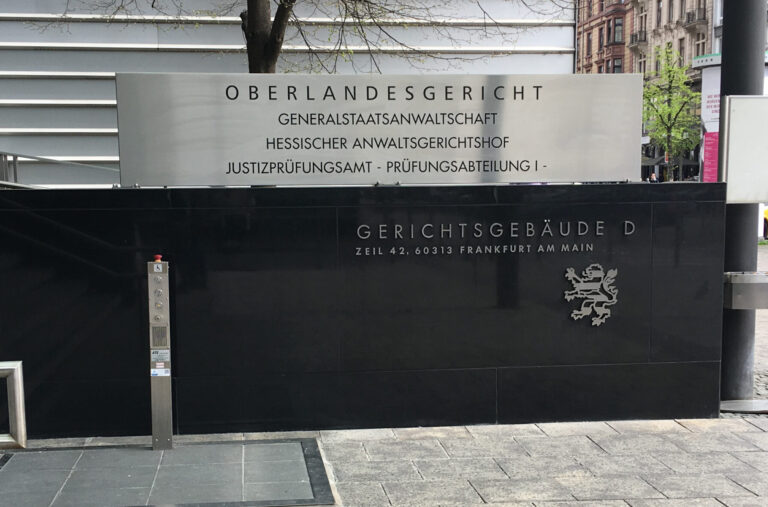 OBERLANDESGERICHT
GENERALSTAATSANWALTSCHAFT
HESSISCHER ANWALTSGERICHTSHOF
JUSTIZPRÜFUNGSAMT - PRÜFUNGSABTEILUNG I -
GERICHTSGEBÄUDE D
ZEIL 42, 60313 FRANKFURT AM MAIN